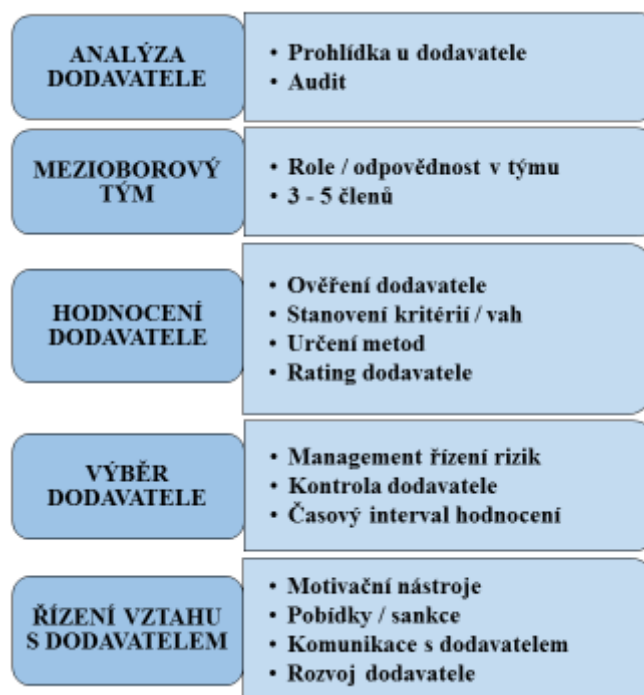 ANALÝZA
DODAVATELE
• Prohlídka u dodavatele
• Audit
MEZIOBOROVÝ
TÝM
• Role / odpovědnost v týmu
• 3 - 5 členů
HODNOCENÍ
DODAVATELE
• Ověření dodavatele
• Stanovení kritérií / vah
• Určení metod
• Rating dodavatele
VÝBĚR
DODAVATELE
• Management řízení rizik
• Kontrola dodavatele
• Časový interval hodnocení
ŘÍZENÍ VZTAHU
S DODAVATELEM
• Motivační nástroje
• Pobídky / sankce
• Komunikace s dodavatelem
• Rozvoj dodavatele